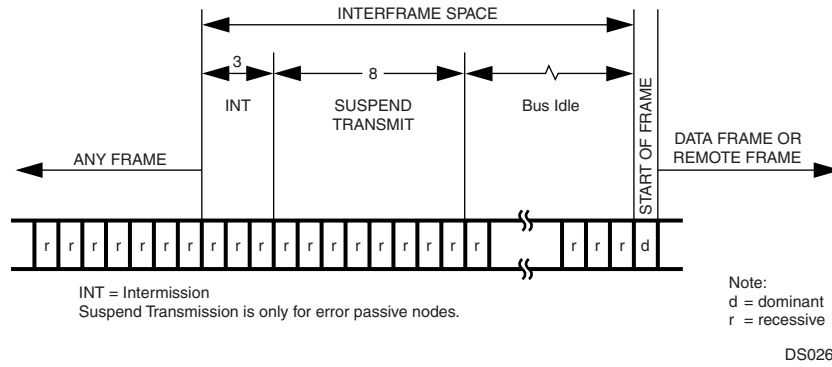 INTERFRAME SPACE
3
8
INT
SUSPEND
TRANSMIT
Bus Idle
START OF FRAME
ANY FRAME
DATA FRAME OR
REMOTE FRAME
r r r r r r r r r r r r r r r r r r r r r r d
INT = Intermission
Suspend Transmission is only for error passive nodes.
Note:
d = dominant
r = recessive
DS026